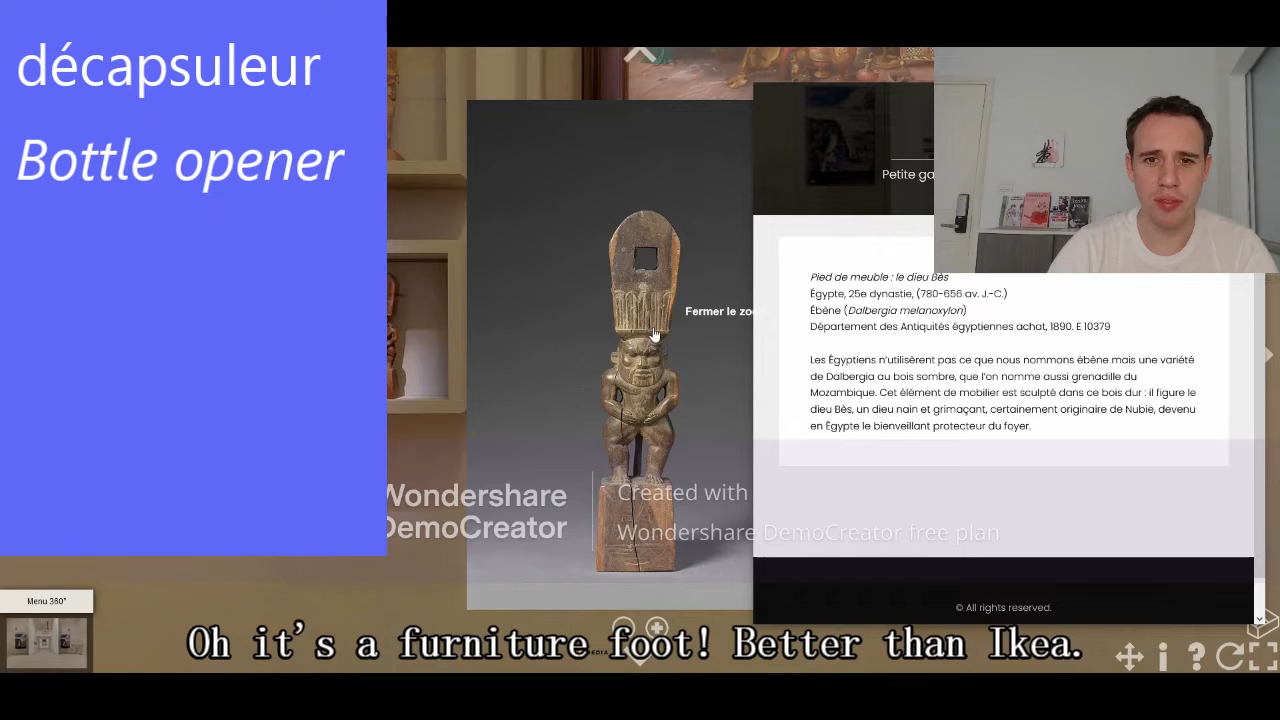 décapsuleur
Bottle opener
Petite ga
Pied de meuble : le dieu Bès
Égypte, 25e dynastie, (780-656 av. J.-C.)
Ébène (Dalbergia melanoxylon)
Département des Antiquités égyptiennes achat, 1890. E 10379
Les Égyptiens n'utilisèrent pas ce que nous nommons ébène mais une variété
de Dalbergia au bois sombre, que l'on nomme aussi grenadille du
Mozambique. Cet élément de mobilier est sculpté dans ce bois dur : il figure le
dieu Bès, un dieu nain et grimaçant, certainement originaire de Nubie, devenu
en Égypte le bienveillant protecteur du foyer.
Fermer le zoo
Wondershare
DemoCreator
Created with
Wondershare DemoCreator free plan
© All rights reserved.
Menu 360°
Oh it's a furniture foot! Better than Ikea.